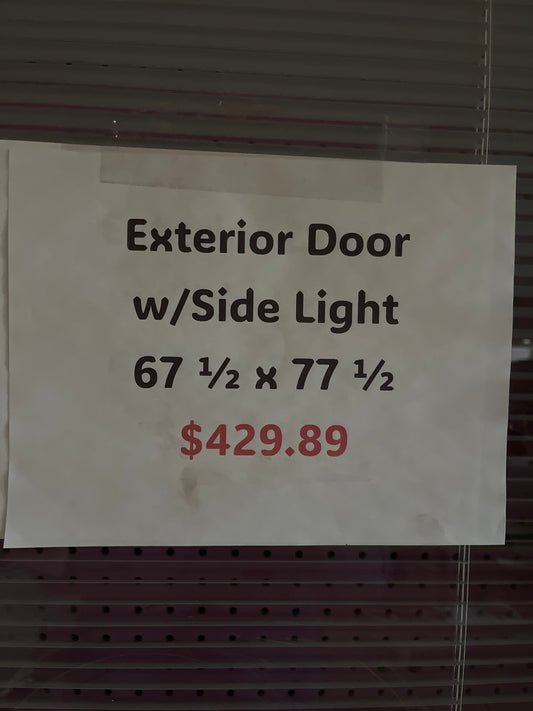 Exterior Door
w/Side Light
67 ½ x 77 ½
$429.89